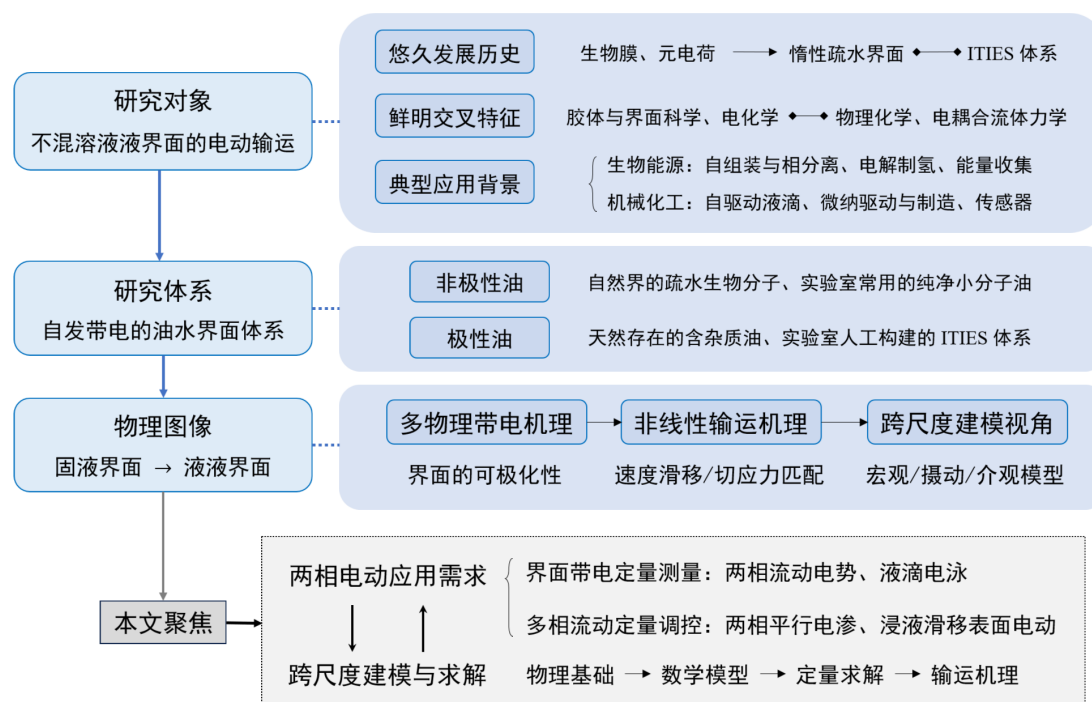 研究对象
不混溶液液界面的电动输运
悠久发展历史
生物膜、元电荷 → 惰性疏水界面 ITIES 体系
鲜明交叉特征
胶体与界面科学、电化学 物理化学、电耦合流体力学
典型应用背景
生物能源：自组装与相分离、电解制氢、能量收集
机械化工：自驱动液滴、微纳驱动与制造、传感器
研究体系
自发带电的油水界面体系
非极性油
自然界的疏水生物分子、实验室常用的纯净小分子油
极性油
天然存在的含杂质油、实验室人工构建的 ITIES 体系
物理图像
固液界面 → 液液界面
多物理带电机理 → 非线性输运机理 → 跨尺度建模视角
界面的可极化性 速度滑移/切应力匹配 宏观/摄动/介观模型
本文聚焦
两相电动应用需求
界面带电定量测量：两相流动电势、液滴电泳
多相流动定量调控：两相平行电渗、浸液滑移表面电动
跨尺度建模与求解
物理基础 → 数学模型 → 定量求解 → 输运机理